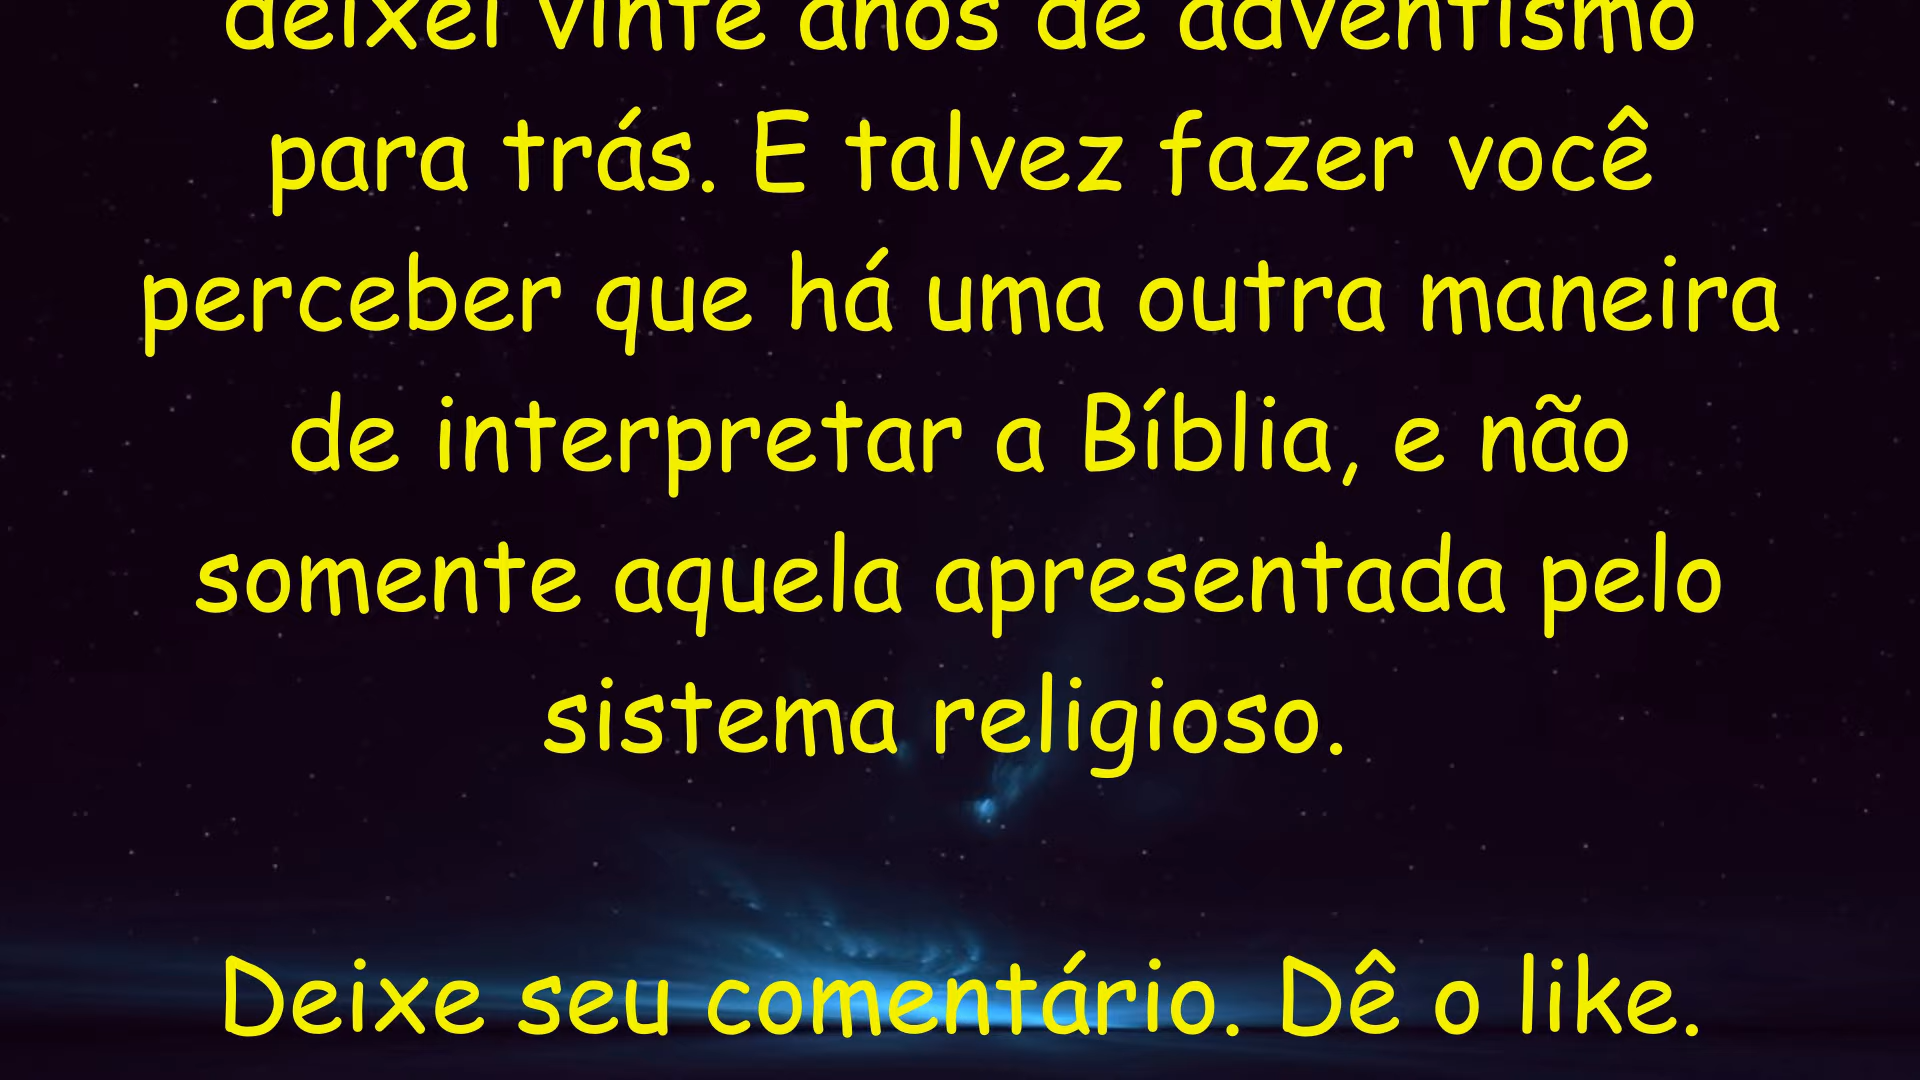 deixei vinte anos de adventismo
para trás. E talvez fazer você
perceber que há uma outra maneira
de interpretar a Bíblia, e não
somente aquela apresentada pelo
sistema religioso.
Deixe seu comentário. Dê o like.